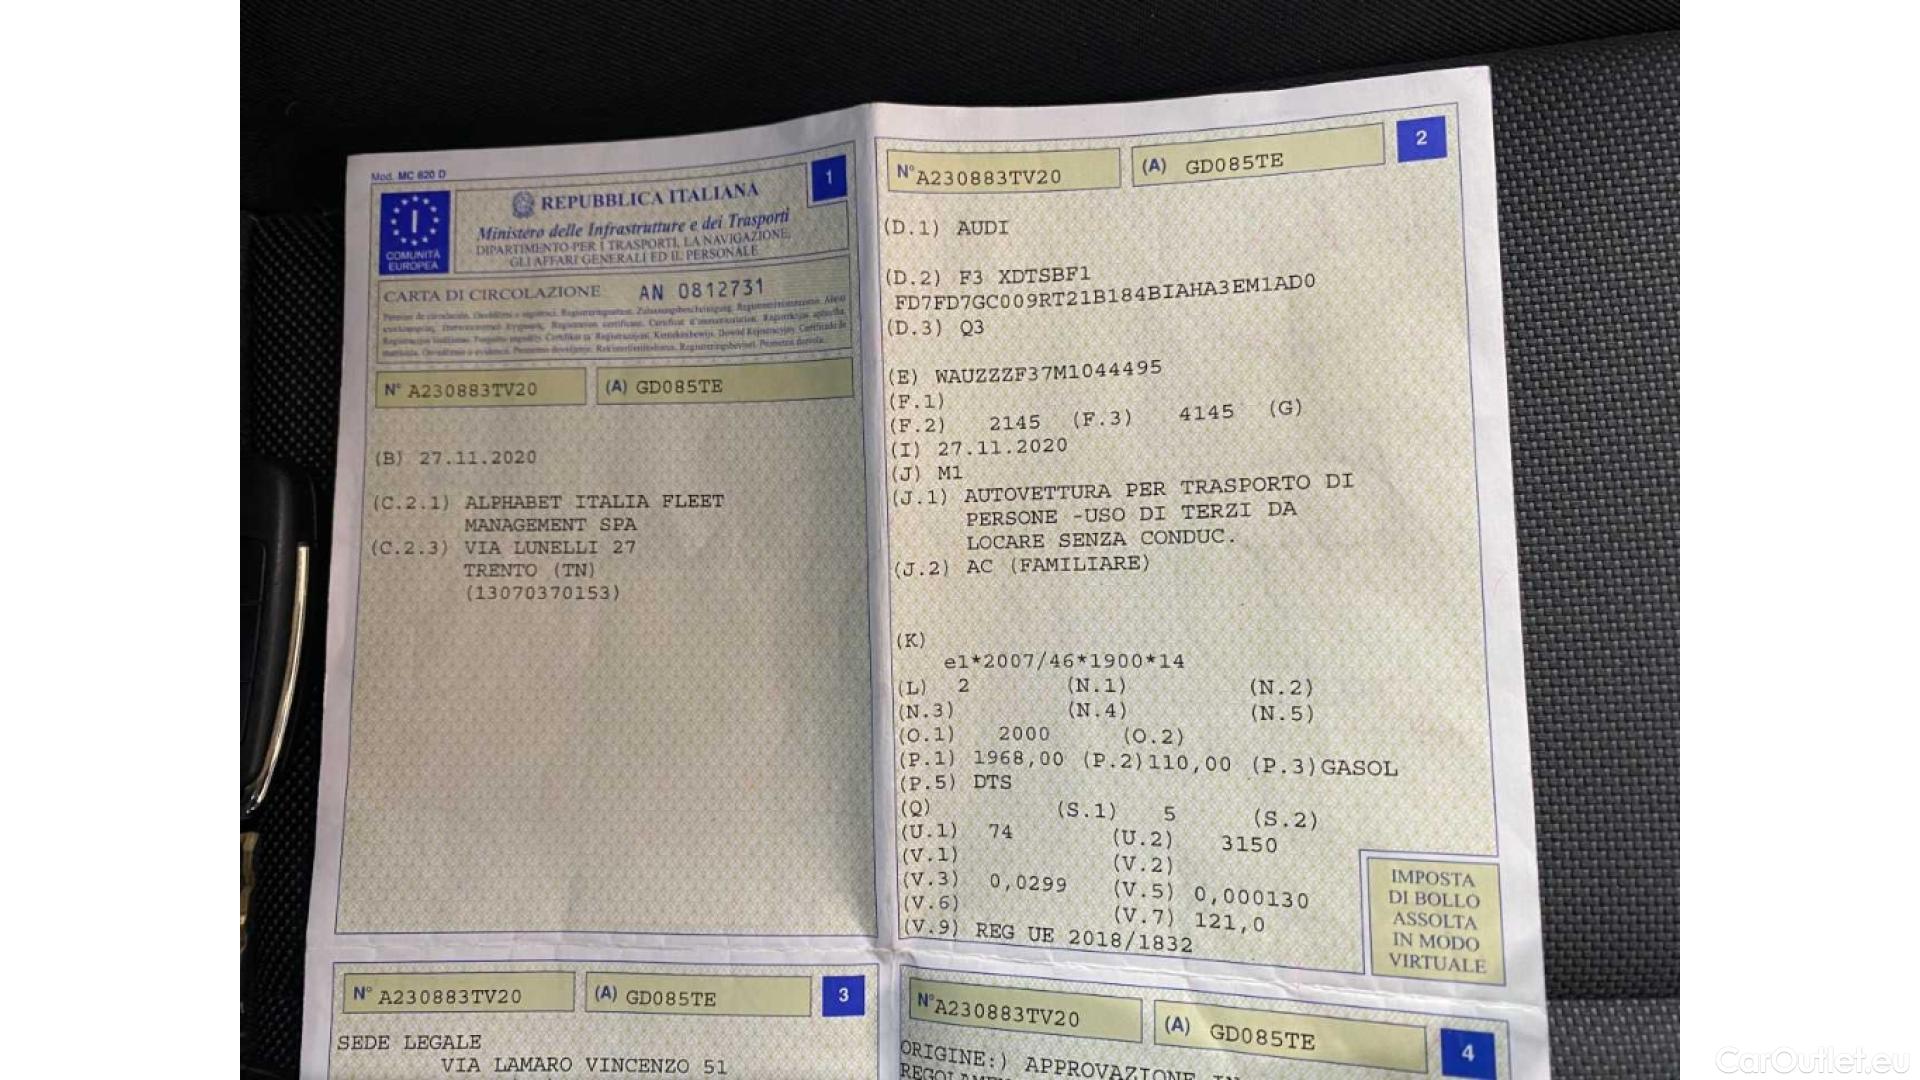 Mod. MC 820 D
1
I
COMUNITÀ
EUROPEA
REPUBBLICA ITALIANA
Ministero delle Infrastrutture e dei Trasporti
DIPARTIMENTO PER I TRASPORTI, LA NAVIGAZIONE,
GLI AFFARI GENERALI ED IL PERSONALE
CARTA DI CIRCOLAZIONE AN 0812731
N° A230883TV20 (A) GD085TE
(B) 27.11.2020
(C.2.1) ALPHABET ITALIA FLEET
MANAGEMENT SPA
(C.2.3) VIA LUNELLI 27
TRENTO (TN)
(13070370153)
2
N° A230883TV20 (A) GD085TE
(D.1) AUDI
(D.2) F3 XDTSBF1
FD7FD7GC009RT21B184BIAHA3EM1AD0
(D.3) Q3
(E) WAUZZZF37M1044495
(F.1)
(F.2) 2145 (F.3) 4145 (G)
(I) 27.11.2020
(J) M1
(J.1) AUTOVETTURA PER TRASPORTO DI
PERSONE -USO DI TERZI DA
LOCARE SENZA CONDUC.
(J.2) AC (FAMILIARE)
(K)
e1*2007/46*1900*14
(L) 2 (N.1) (N.2)
(N.3) (N.4) (N.5)
(O.1) 2000 (O.2)
(P.1) 1968,00 (P.2)110,00 (P.3)GASOL
(P.5) DTS
(Q) (S.1) 5 (S.2)
(U.1) 74 (U.2) 3150
(V.1) (V.2)
(V.3) 0,0299 (V.5) 0,000130
(V.6) (V.7) 121,0
(V.9) REG UE 2018/1832
IMPOSTA
DI BOLLO
ASSOLTA
IN MODO
VIRTUALE
N° A230883TV20 (A) GD085TE 3
SEDE LEGALE
VIA LAMARO VINCENZO 51
N° A230883TV20 (A) GD085TE 4
ORIGINE:) APPROVAZIONE IN
CarOutlet.eu